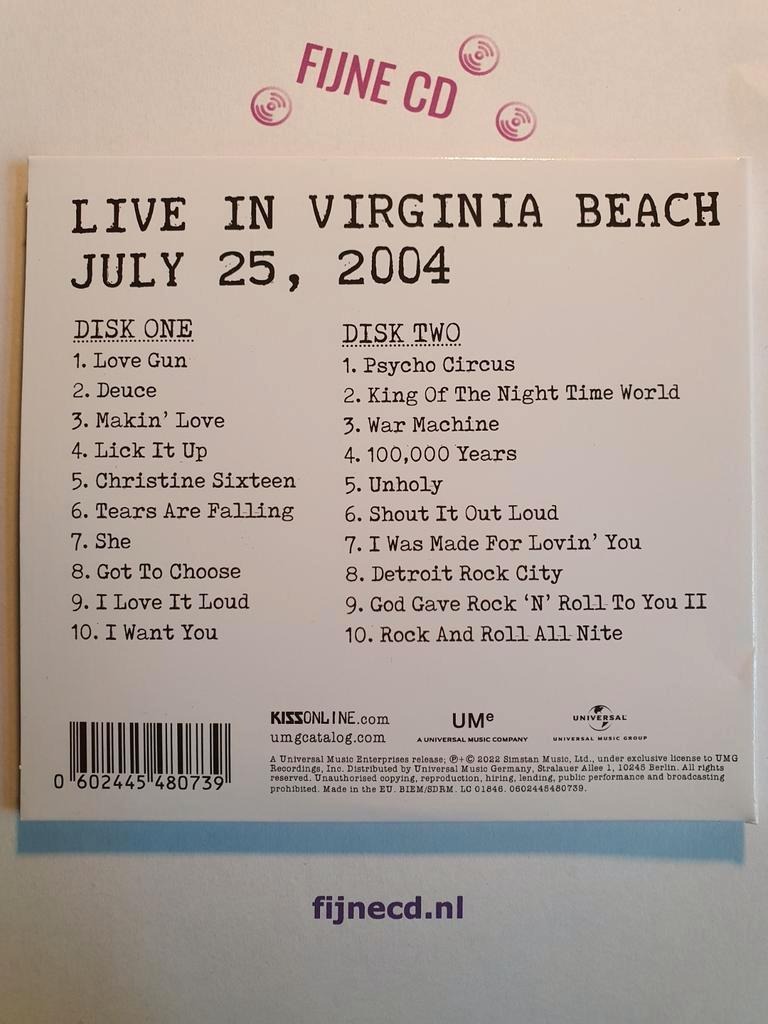 FIJNE CD
LIVE IN VIRGINIA BEACH
JULY 25, 2004
DISK ONE
1. Love Gun
2. Deuce
3. Makin' Love
4. Lick It Up
5. Christine Sixteen
6. Tears Are Falling
7. She
8. Got To Choose
9. I Love It Loud
10. I Want You
DISK TWO
1. Psycho Circus
2. King Of The Night Time World
3. War Machine
4. 100,000 Years
5. Unholy
6. Shout It Out Loud
7. I Was Made For Lovin' You
8. Detroit Rock City
9. God Gave Rock 'N' Roll To You II
10. Rock And Roll All Nite
0 602445 480739
KISSONLINE.com
umgcatalog.com
UMe
A UNIVERSAL MUSIC COMPANY
UNIVERSAL
UNIVERSAL MUSIC GROUP
A Universal Music Enterprises release; ℗+© 2022 Simstan Music, Ltd., under exclusive license to UMG
Recordings, Inc. Distributed by Universal Music Germany, Stralauer Allee 1, 10245 Berlin. All rights
reserved. Unauthorised copying, reproduction, hiring, lending, public performance and broadcasting
prohibited. Made in the EU. BIEM/SDRM. LC 01846. 0602445480739.
fijnecd.nl